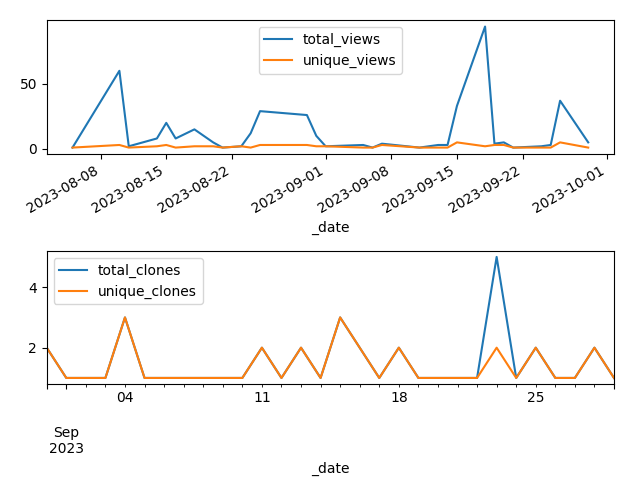 total_views
unique_views
50
0
2023-08-08
2023-08-15
2023-08-22
2023-09-01
2023-09-08
2023-09-15
2023-09-22
2023-10-01
_date
total_clones
unique_clones
4
2
04
11
18
25
Sep
2023
_date